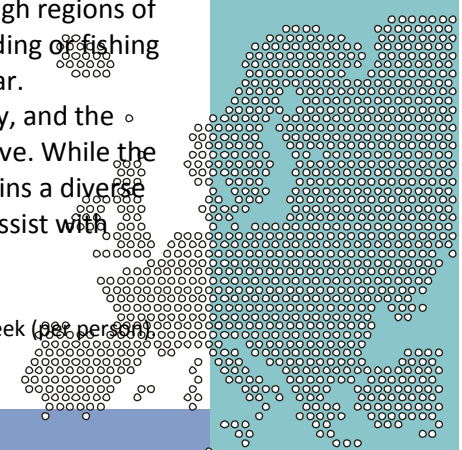 gh regions of
ding or fishing
ar.
y, and the
ve. While the
ins a diverse
ssist with
eek (per person)